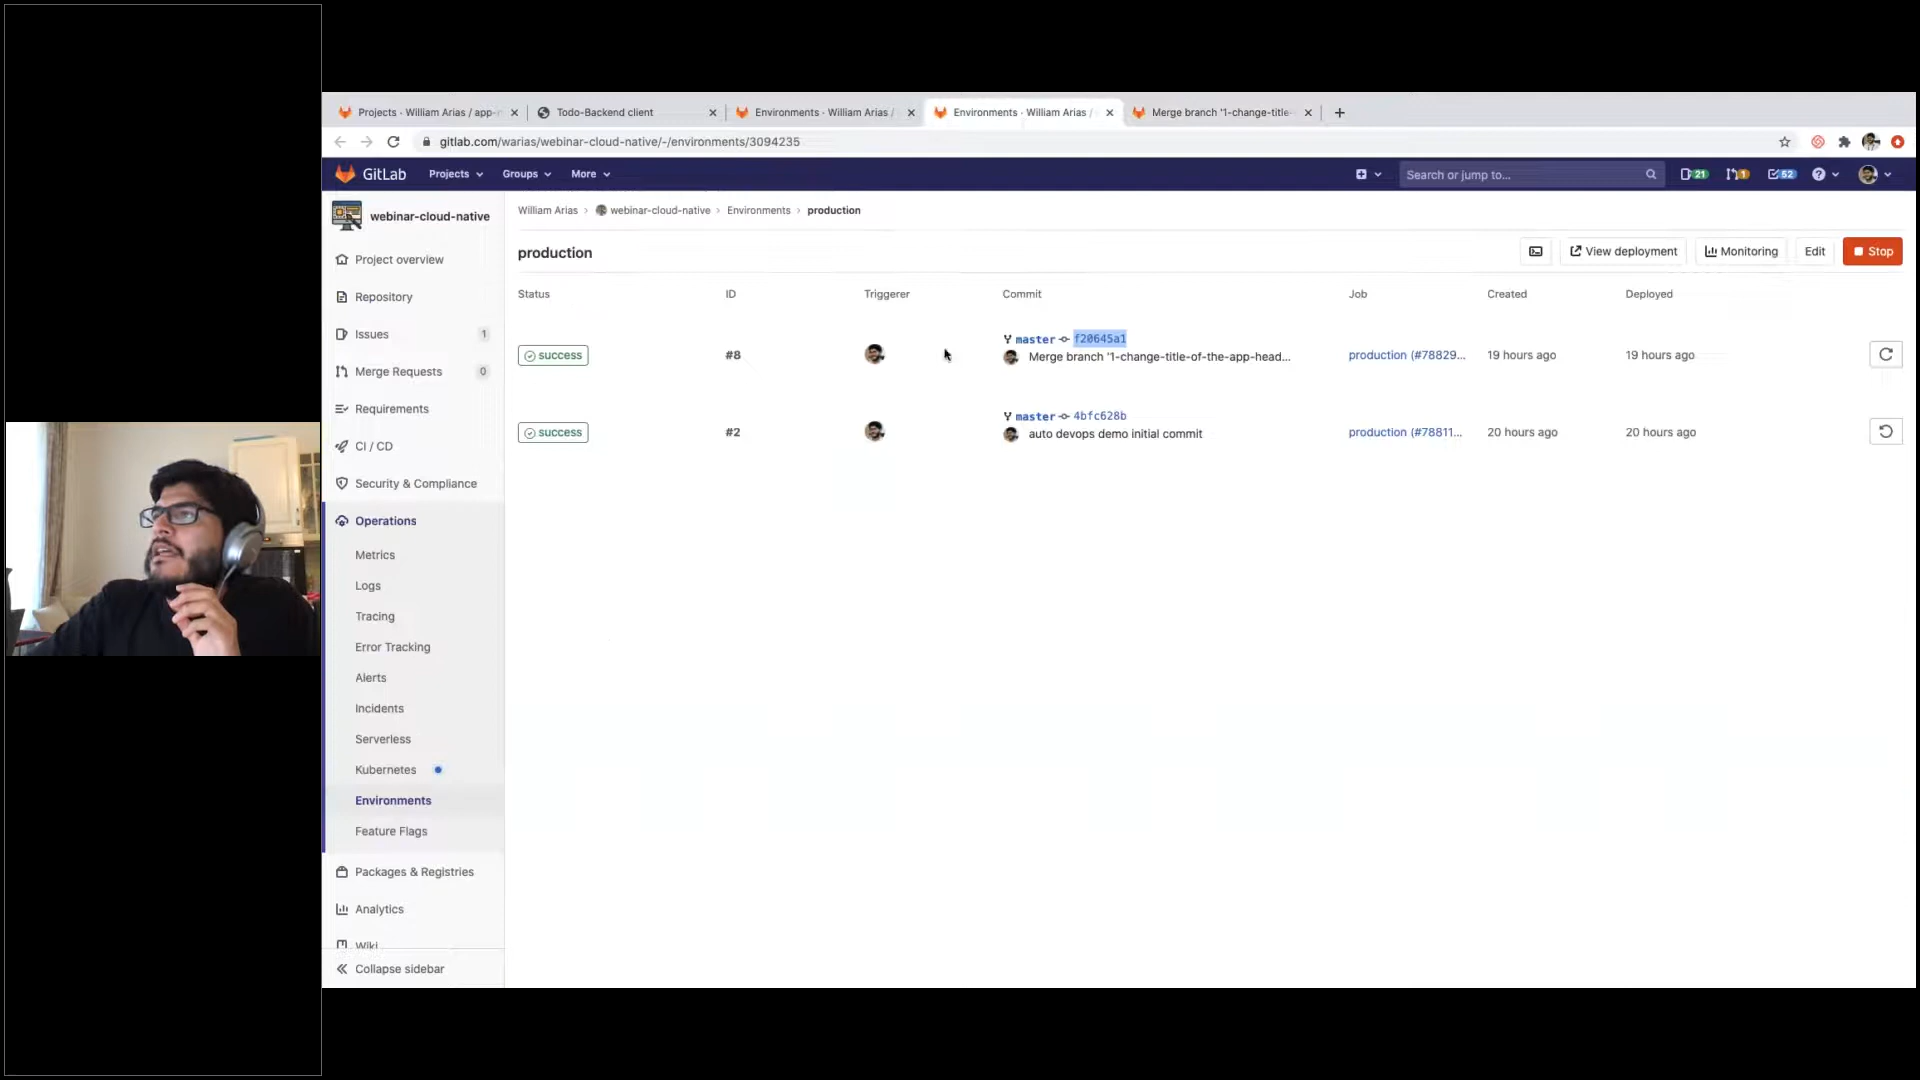 Projects · William Arias / app-r
Todo-Backend client
Environments · William Arias /
Environments · William Arias /
Merge branch '1-change-title-
gitlab.com/warias/webinar-cloud-native/-/environments/3094235
GitLab
Projects
Groups
More
Search or jump to...
21
1
52
webinar-cloud-native
William Arias > webinar-cloud-native > Environments > production
Project overview
Repository
Issues 1
Merge Requests 0
Requirements
CI / CD
Security & Compliance
Operations
Metrics
Logs
Tracing
Error Tracking
Alerts
Incidents
Serverless
Kubernetes
Environments
Feature Flags
Packages & Registries
Analytics
Wiki
Collapse sidebar
production
View deployment
Monitoring
Edit
Stop
Status ID Triggerer Commit Job Created Deployed
success #8 master f20645a1
Merge branch '1-change-title-of-the-app-head...
production (#78829... 19 hours ago 19 hours ago
success #2 master 4bfc628b
auto devops demo initial commit
production (#78811... 20 hours ago 20 hours ago